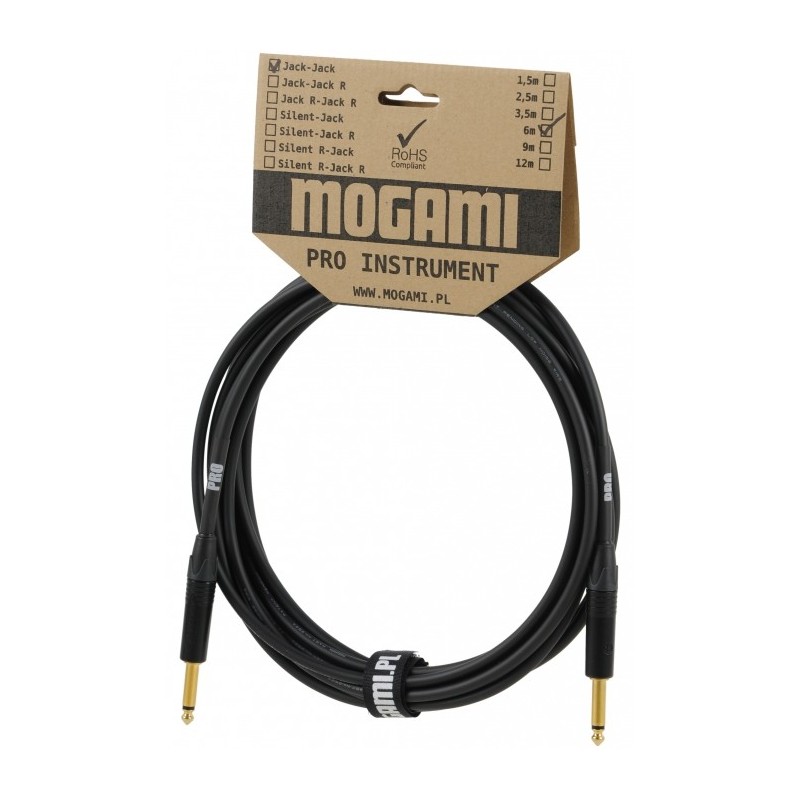 Jack-Jack
Jack-Jack R
Jack R-Jack R
Silent-Jack
Silent-Jack R
Silent R-Jack
Silent R-Jack R
1,5m
2,5m
3,5m
6m
9m
12m
RoHS
Compliant
MOGAMI
PRO INSTRUMENT
WWW.MOGAMI.PL
PRO
PRO
GAMI.PL